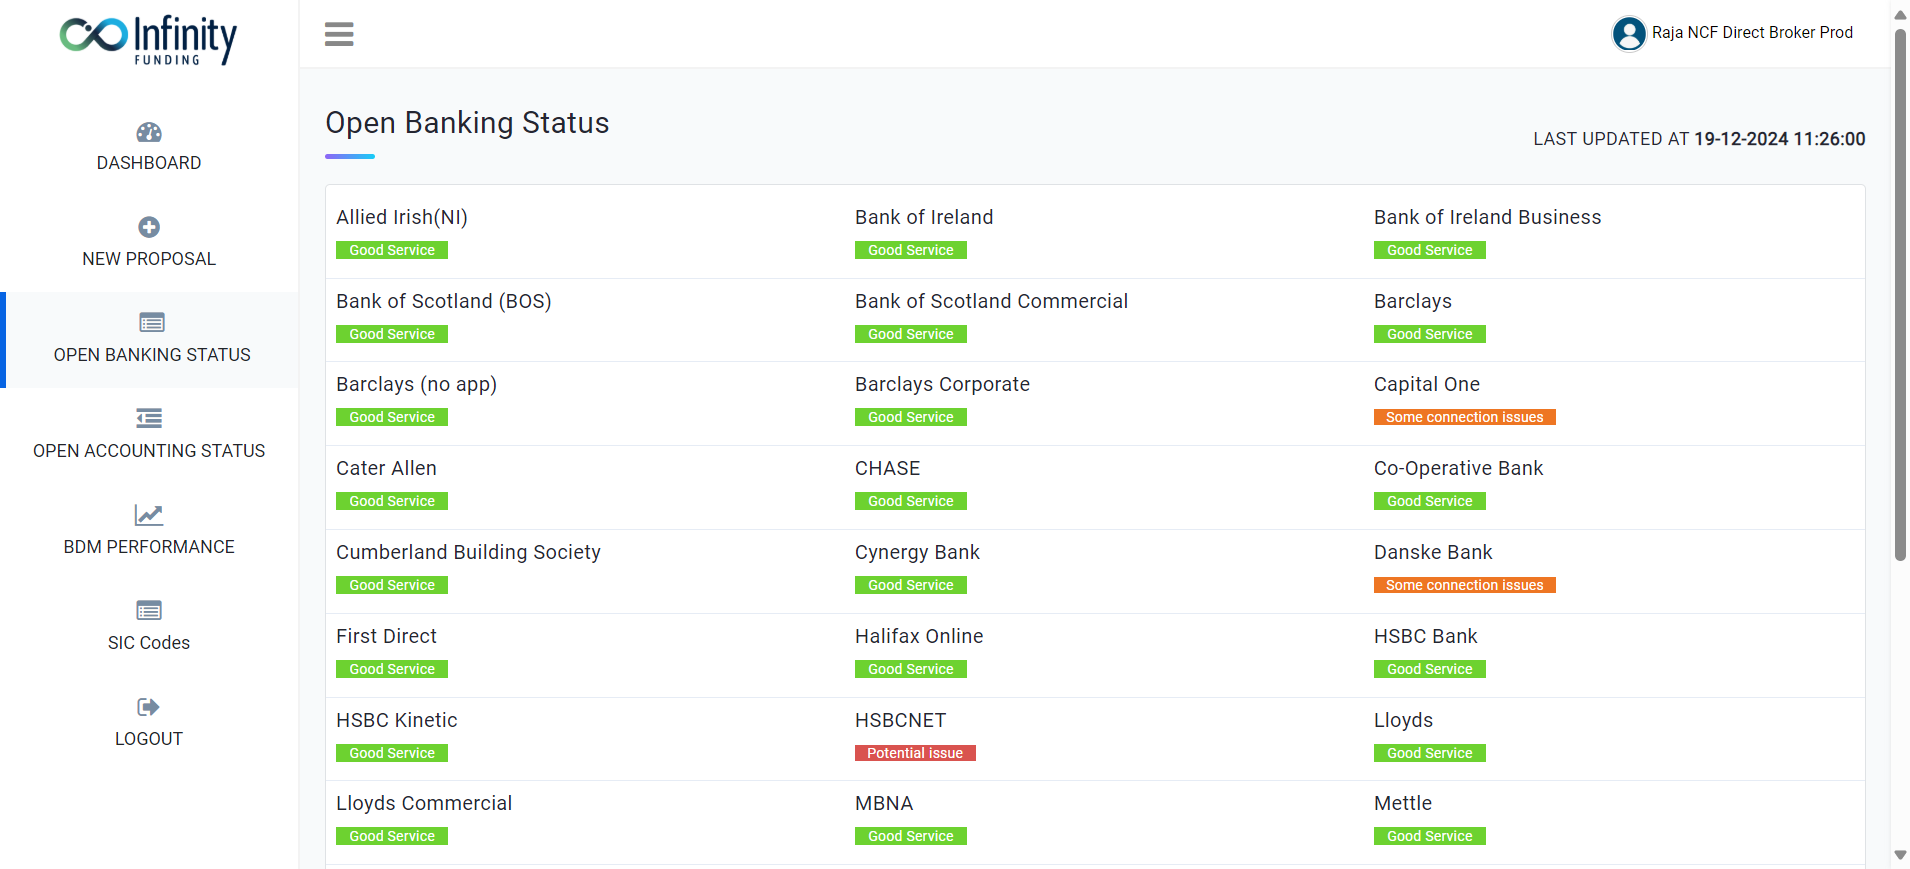 Infinity
FUNDING
Raja NCF Direct Broker Prod
DASHBOARD
NEW PROPOSAL
OPEN BANKING STATUS
OPEN ACCOUNTING STATUS
BDM PERFORMANCE
SIC Codes
LOGOUT
Open Banking Status
LAST UPDATED AT 19-12-2024 11:26:00
Allied Irish(NI)
Good Service
Bank of Ireland
Good Service
Bank of Ireland Business
Good Service
Bank of Scotland (BOS)
Good Service
Bank of Scotland Commercial
Good Service
Barclays
Good Service
Barclays (no app)
Good Service
Barclays Corporate
Good Service
Capital One
Some connection issues
Cater Allen
Good Service
CHASE
Good Service
Co-Operative Bank
Good Service
Cumberland Building Society
Good Service
Cynergy Bank
Good Service
Danske Bank
Some connection issues
First Direct
Good Service
Halifax Online
Good Service
HSBC Bank
Good Service
HSBC Kinetic
Good Service
HSBCNET
Potential issue
Lloyds
Good Service
Lloyds Commercial
Good Service
MBNA
Good Service
Mettle
Good Service